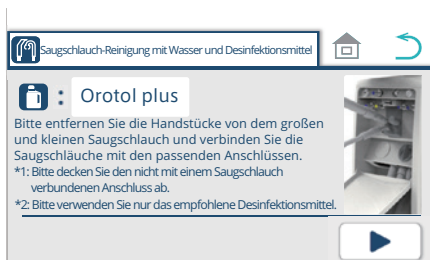 Saugschlauch-Reinigung mit Wasser und Desinfektionsmittel
: Orotol plus
Bitte entfernen Sie die Handstücke von dem großen
und kleinen Saugschlauch und verbinden Sie die
Saugschläuche mit den passenden Anschlüssen.
*1: Bitte decken Sie den nicht mit einem Saugschlauch
verbundenen Anschluss ab.
*2: Bitte verwenden Sie nur das empfohlene Desinfektionsmittel.